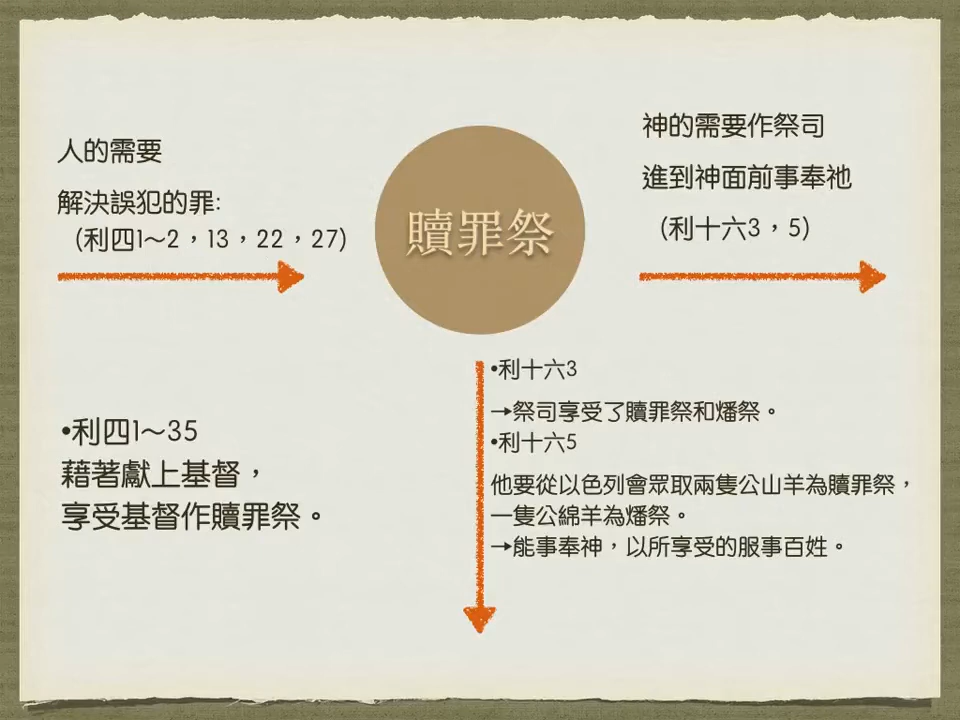 人的需要
解決誤犯的罪:
(利四1～2，13，22，27)
贖罪祭
神的需要作祭司
進到神面前事奉祂
(利十六3，5)
•利四1～35
藉著獻上基督，
享受基督作贖罪祭。
•利十六3
→祭司享受了贖罪祭和燔祭。
•利十六5
他要從以色列會眾取兩隻公山羊為贖罪祭，
一隻公綿羊為燔祭。
→能事奉神，以所享受的服事百姓。